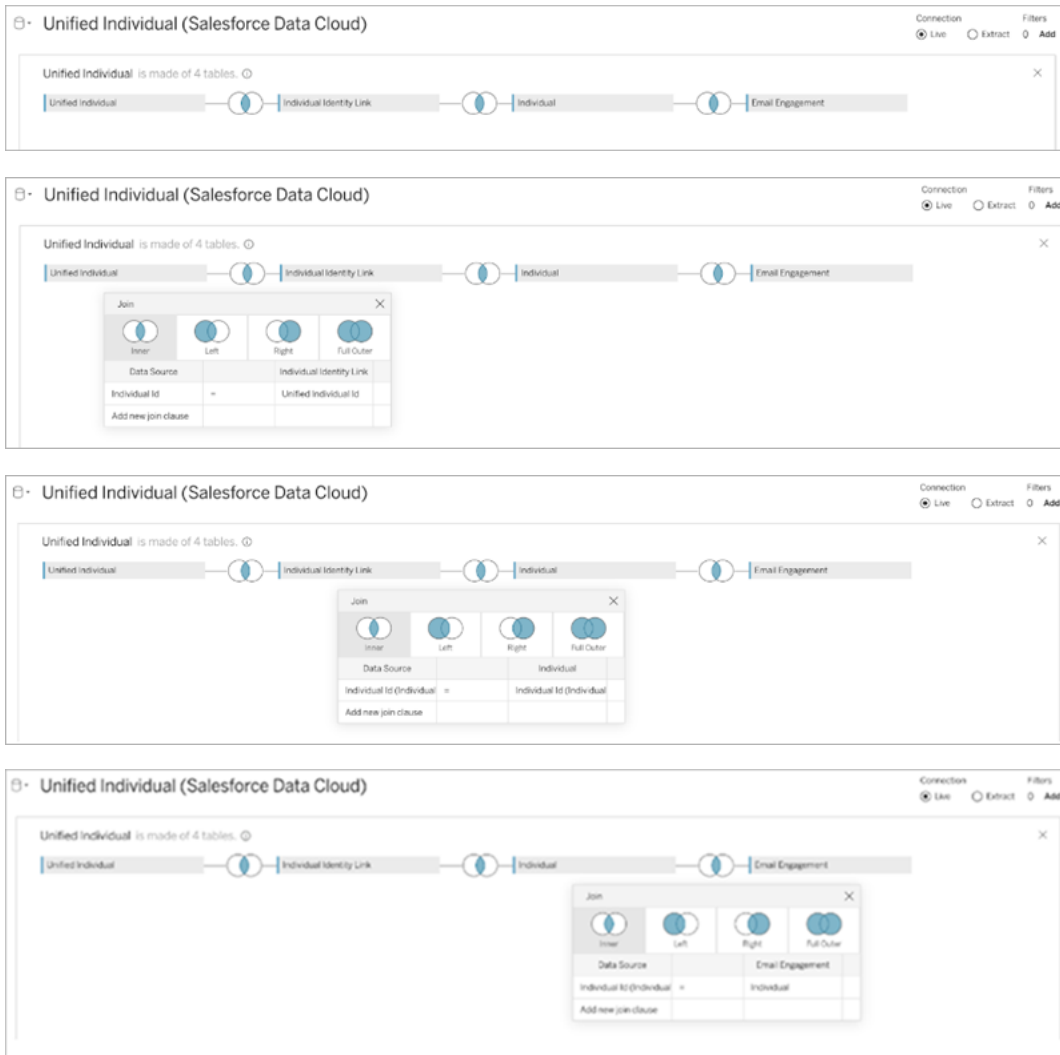 Unified Individual (Salesforce Data Cloud)
Connection Filters
Live Extract 0 Add
Unified Individual is made of 4 tables.
Unified Individual Individual Identity Link Individual Email Engagement
Unified Individual (Salesforce Data Cloud)
Connection Filters
Live Extract 0 Add
Unified Individual is made of 4 tables.
Unified Individual Individual Identity Link Individual Email Engagement
Join
Inner Left Right Full Outer
Data Source Individual Identity Link
Individual Id = Unified Individual Id
Add new join clause
Unified Individual (Salesforce Data Cloud)
Connection Filters
Live Extract 0 Add
Unified Individual is made of 4 tables.
Unified Individual Individual Identity Link Individual Email Engagement
Join
Inner Left Right Full Outer
Data Source Individual
Individual Id (Individual = Individual Id (Individual
Add new join clause
Unified Individual (Salesforce Data Cloud)
Connection Filters
Live Extract 0 Add
Unified Individual is made of 4 tables.
Unified Individual Individual Identity Link Individual Email Engagement
Join
Inner Left Right Full Outer
Data Source Email Engagement
Individual Id (Individual = Individual
Add new join clause